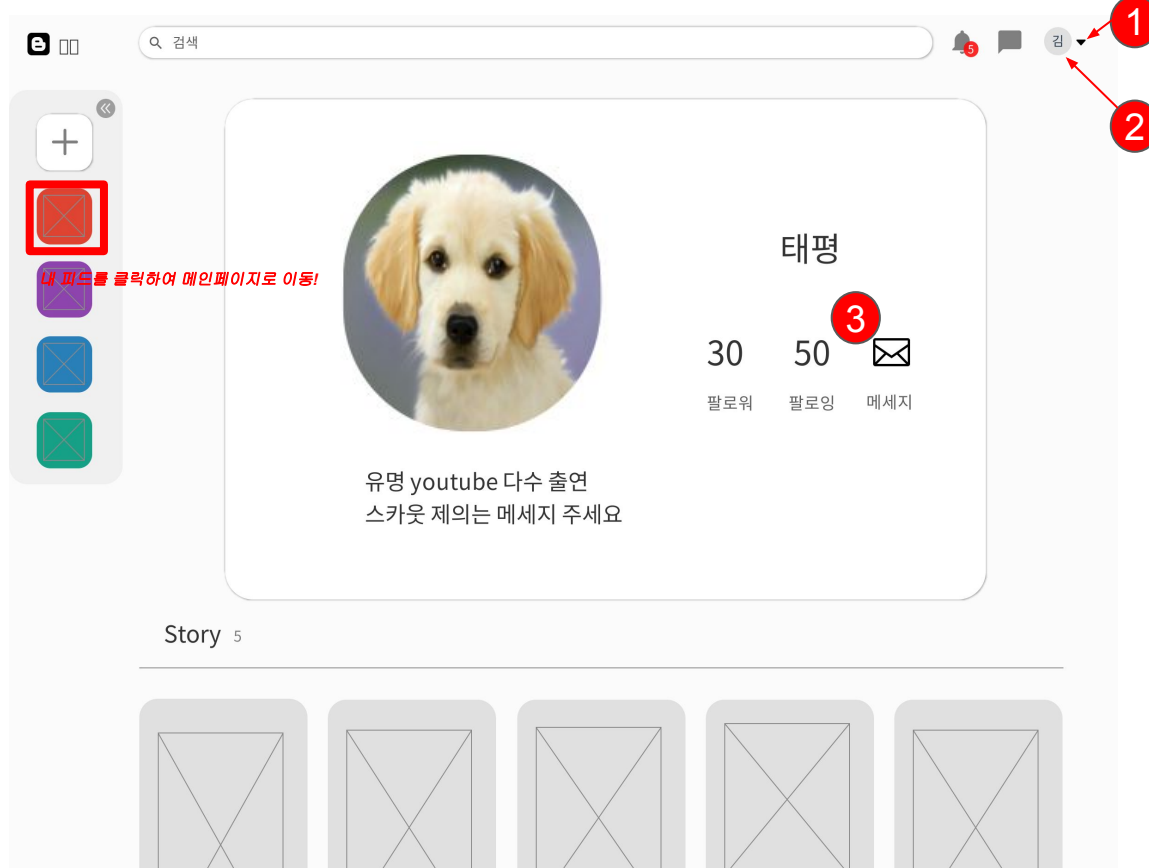 검색
5
김
1
2
내 피드를 클릭하여 메인페이지로 이동!
태평
3
30 50
팔로워 팔로잉 메세지
유명 youtube 다수 출연
스카웃 제의는 메세지 주세요
Story 5